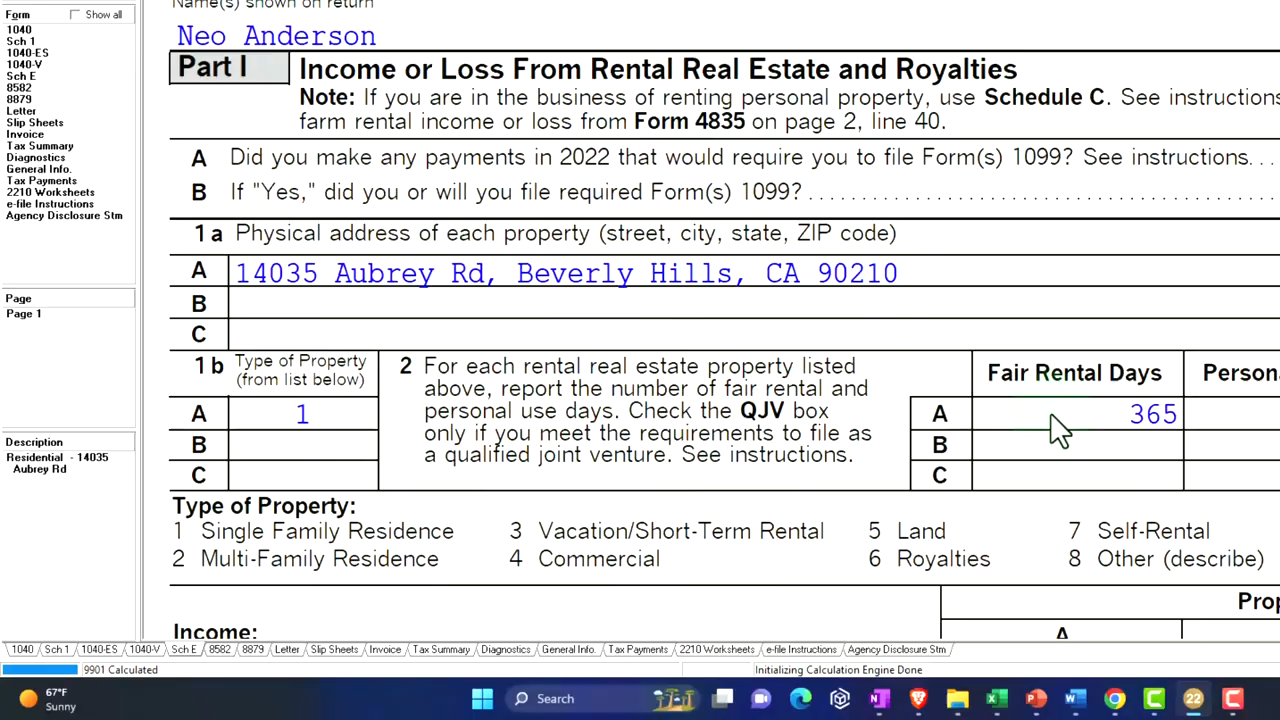 Form
Show all
1040
Sch 1
1040-ES
1040-V
Sch E
8582
8879
Letter
Slip Sheets
Invoice
Tax Summary
Diagnostics
General Info.
Tax Payments
2210 Worksheets
e-file Instructions
Agency Disclosure Stm
Page
Page 1
Description
Residential - 14035
Aubrey Rd
Name(s) shown on return
Neo Anderson
Part I Income or Loss From Rental Real Estate and Royalties
Note: If you are in the business of renting personal property, use Schedule C. See instructions
farm rental income or loss from Form 4835 on page 2, line 40.
A Did you make any payments in 2022 that would require you to file Form(s) 1099? See instructions...
B If "Yes," did you or will you file required Form(s) 1099? ........................................
1a Physical address of each property (street, city, state, ZIP code)
A 14035 Aubrey Rd, Beverly Hills, CA 90210
B
C
1b Type of Property
(from list below)
A 1
B
C
2 For each rental real estate property listed
above, report the number of fair rental and
personal use days. Check the QJV box
only if you meet the requirements to file as
a qualified joint venture. See instructions.
Fair Rental Days
A 365
B
C
Type of Property:
1 Single Family Residence 3 Vacation/Short-Term Rental 5 Land 7 Self-Rental
2 Multi-Family Residence 4 Commercial 6 Royalties 8 Other (describe)
Income:
A
1040 Sch 1 1040-ES 1040-V Sch E 8582 8879 Letter Slip Sheets Invoice Tax Summary Diagnostics General Info. Tax Payments 2210 Worksheets e-file Instructions Agency Disclosure Stm
9901 Calculated Initializing Calculation Engine Done
67°F
Sunny
Search
22